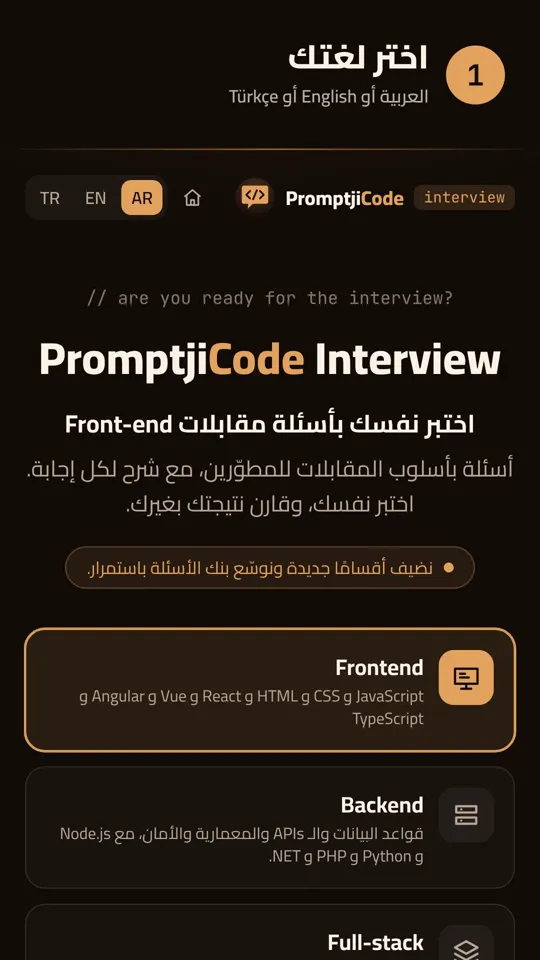 اختر لغتك
1
العربية أو English أو Türkçe
PromptjiCode interview
AR EN TR
// are you ready for the interview?
PromptjiCode Interview
اختبر نفسك بأسئلة مقابلات Front-end
أسئلة بأسلوب المقابلات للمطوّرين، مع شرح لكل إجابة.
اختبر نفسك، وقارن نتيجتك بغيرك.
نضيف أقسامًا جديدة ونوسّع بنك الأسئلة باستمرار.
Frontend
JavaScript و CSS و HTML و React و Vue و Angular و
TypeScript
Backend
قواعد البيانات والـ APIs والمعمارية والأمان، مع Node.js
و Python و PHP و .NET
Full-stack